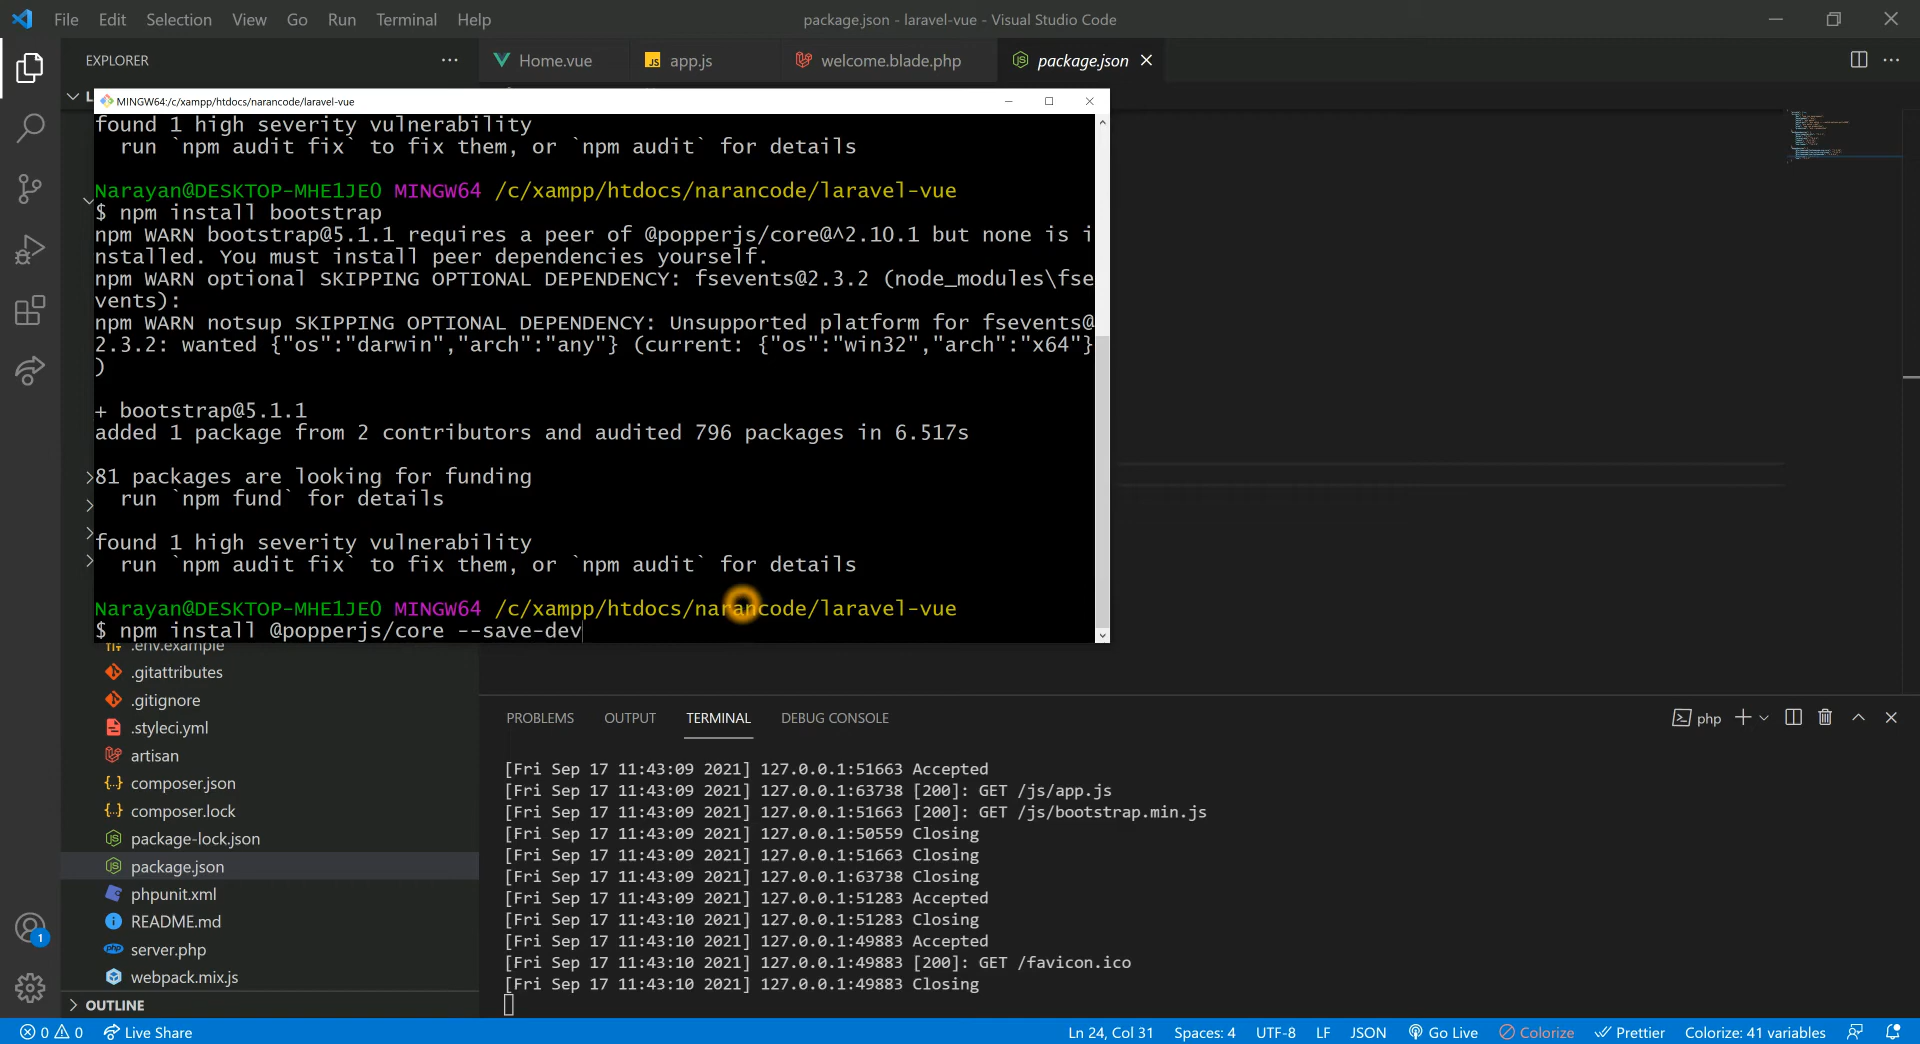 File Edit Selection View Go Run Terminal Help
package.json - laravel-vue - Visual Studio Code
EXPLORER
Home.vue
app.js
welcome.blade.php
package.json
L
MINGW64:/c/xampp/htdocs/narancode/laravel-vue
found 1 high severity vulnerability
run `npm audit fix` to fix them, or `npm audit` for details
Narayan@DESKTOP-MHE1JE0 MINGW64 /c/xampp/htdocs/narancode/laravel-vue
$ npm install bootstrap
npm WARN bootstrap@5.1.1 requires a peer of @popperjs/core@^2.10.1 but none is i
nstalled. You must install peer dependencies yourself.
npm WARN optional SKIPPING OPTIONAL DEPENDENCY: fsevents@2.3.2 (node_modules\fse
vents):
npm WARN notsup SKIPPING OPTIONAL DEPENDENCY: Unsupported platform for fsevents@
2.3.2: wanted {"os":"darwin","arch":"any"} (current: {"os":"win32","arch":"x64"}
)
+ bootstrap@5.1.1
added 1 package from 2 contributors and audited 796 packages in 6.517s
81 packages are looking for funding
run `npm fund` for details
found 1 high severity vulnerability
run `npm audit fix` to fix them, or `npm audit` for details
Narayan@DESKTOP-MHE1JE0 MINGW64 /c/xampp/htdocs/narancode/laravel-vue
$ npm install @popperjs/core --save-dev
.env.example
.gitattributes
.gitignore
.styleci.yml
artisan
composer.json
composer.lock
package-lock.json
package.json
phpunit.xml
README.md
server.php
webpack.mix.js
OUTLINE
PROBLEMS OUTPUT TERMINAL DEBUG CONSOLE
php
[Fri Sep 17 11:43:09 2021] 127.0.0.1:51663 Accepted
[Fri Sep 17 11:43:09 2021] 127.0.0.1:63738 [200]: GET /js/app.js
[Fri Sep 17 11:43:09 2021] 127.0.0.1:51663 [200]: GET /js/bootstrap.min.js
[Fri Sep 17 11:43:09 2021] 127.0.0.1:50559 Closing
[Fri Sep 17 11:43:09 2021] 127.0.0.1:51663 Closing
[Fri Sep 17 11:43:09 2021] 127.0.0.1:63738 Closing
[Fri Sep 17 11:43:09 2021] 127.0.0.1:51283 Accepted
[Fri Sep 17 11:43:10 2021] 127.0.0.1:51283 Closing
[Fri Sep 17 11:43:10 2021] 127.0.0.1:49883 Accepted
[Fri Sep 17 11:43:10 2021] 127.0.0.1:49883 [200]: GET /favicon.ico
[Fri Sep 17 11:43:10 2021] 127.0.0.1:49883 Closing
1
0 0 Live Share
Ln 24, Col 31 Spaces: 4 UTF-8 LF JSON Go Live Colorize Prettier Colorize: 41 variables